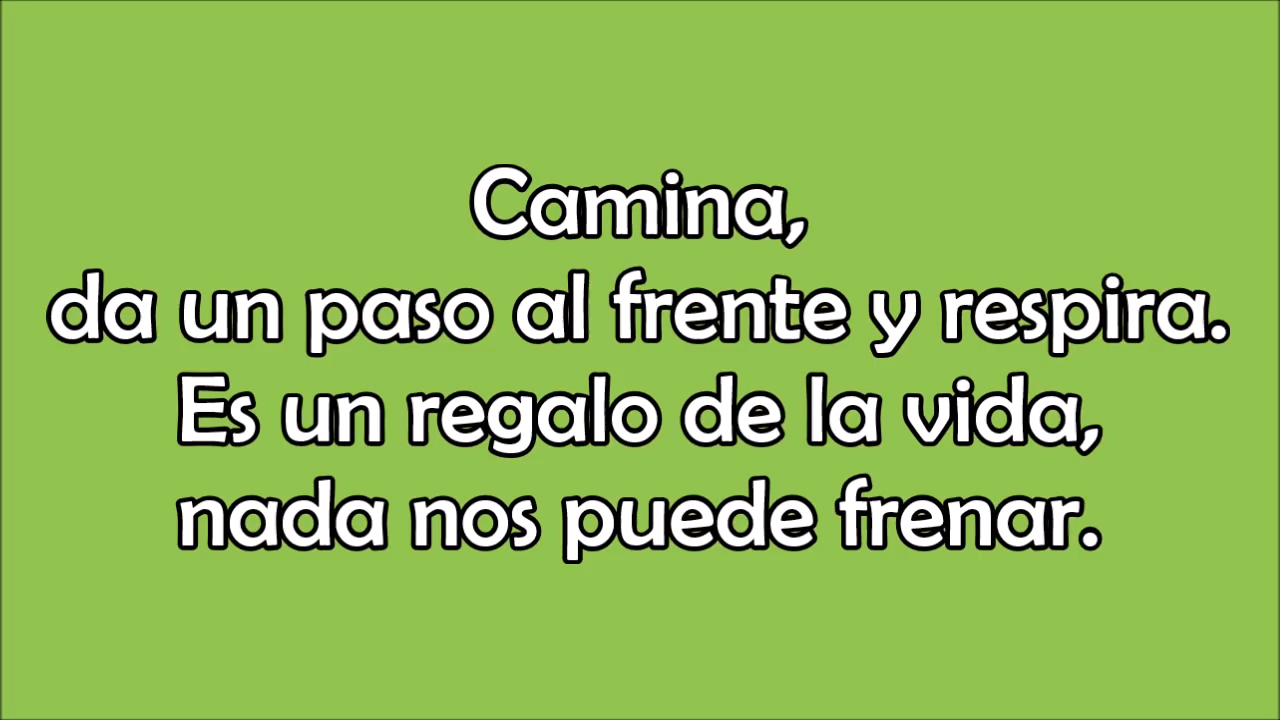 Camina,
da un paso al frente y respira.
Es un regalo de la vida,
nada nos puede frenar.